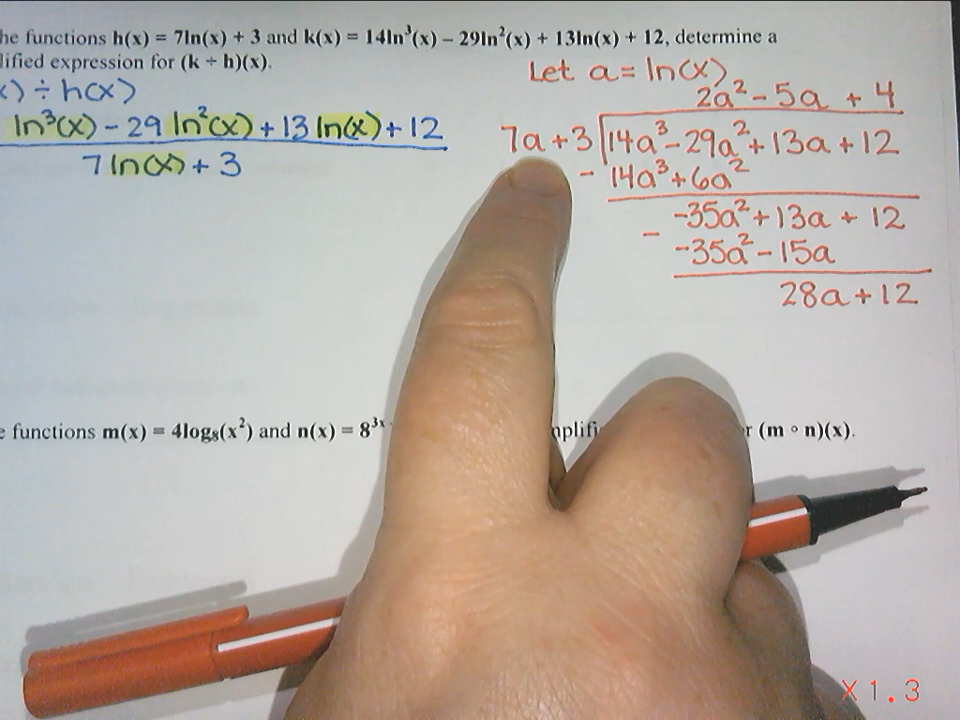 he functions h(x) = 7ln(x) + 3 and k(x) = 14ln³(x) − 29ln²(x) + 13ln(x) + 12, determine a
lified expression for (k ÷ h)(x).
) ÷ h(x)
ln³(x) − 29 ln²(x) + 13 ln(x) + 12
7 ln(x) + 3
Let a = ln(x)
2a² − 5a + 4
7a + 3 14a³ − 29a² + 13a + 12
− 14a³ + 6a²
−35a² + 13a + 12
− −35a² − 15a
28a + 12
e functions m(x) = 4log₈(x²) and n(x) = 8³ˣ mplifi r (m ∘ n)(x).
X1.3